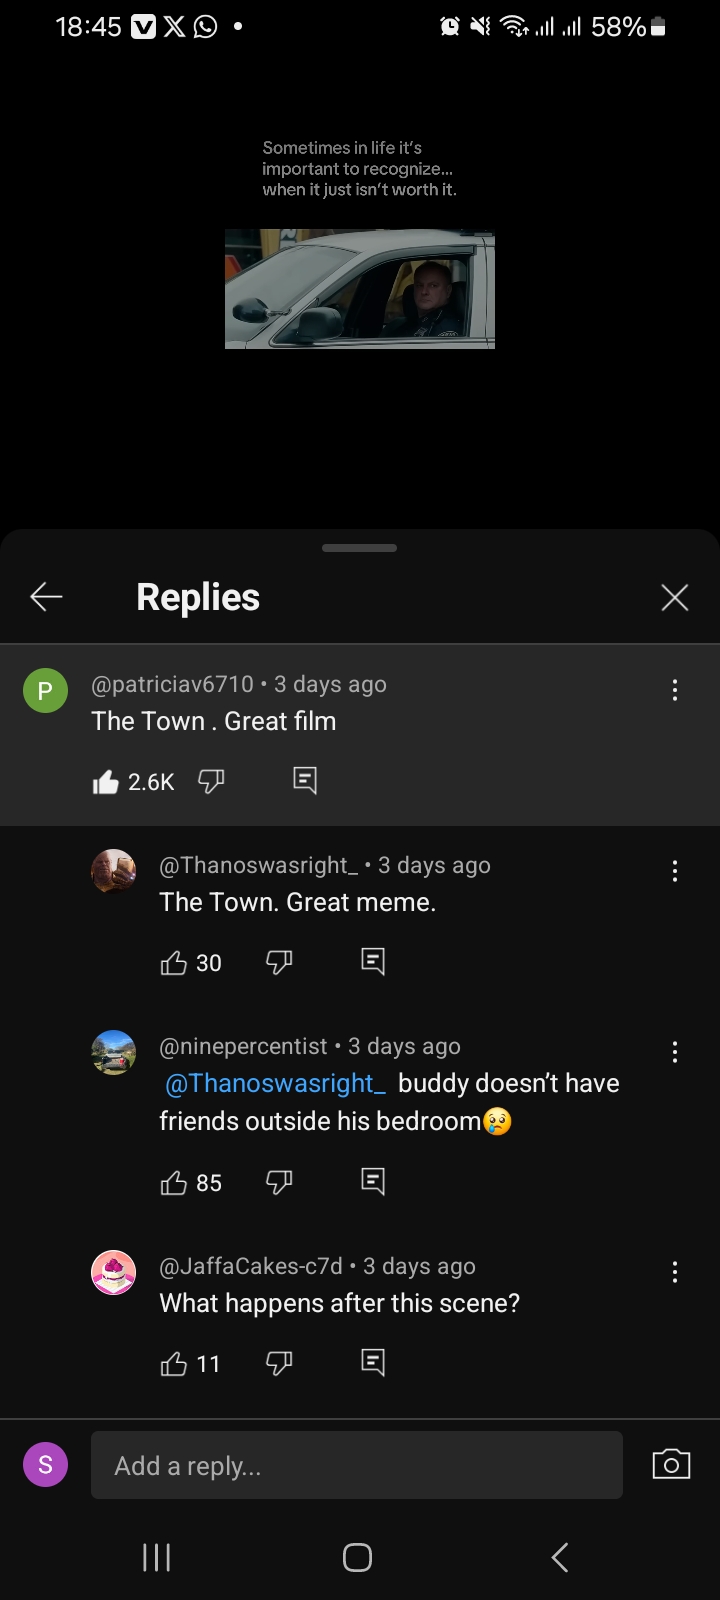 18:45 58%
Sometimes in life it's
important to recognize...
when it just isn't worth it.
Replies
P
@patriciav6710 • 3 days ago
The Town . Great film
2.6K
@Thanoswasright_ • 3 days ago
The Town. Great meme.
30
@ninepercentist • 3 days ago
@Thanoswasright_ buddy doesn't have
friends outside his bedroom😢
85
@JaffaCakes-c7d • 3 days ago
What happens after this scene?
11
S
Add a reply...